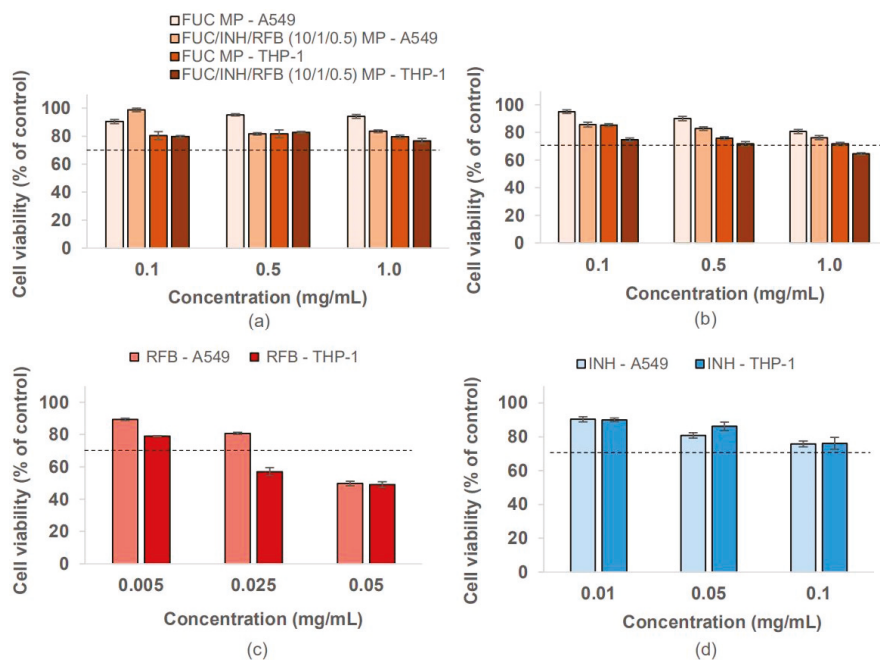 FUC MP - A549
FUC/INH/RFB (10/1/0.5) MP - A549
FUC MP - THP-1
FUC/INH/RFB (10/1/0.5) MP - THP-1
Cell viability (% of control)
100
80
60
40
20
0
0.1 0.5 1.0
Concentration (mg/mL)
(a)
Cell viability (% of control)
100
80
60
40
20
0
0.1 0.5 1.0
Concentration (mg/mL)
(b)
RFB - A549 RFB - THP-1
Cell viability (% of control)
100
80
60
40
20
0
0.005 0.025 0.05
Concentration (mg/mL)
(c)
INH - A549 INH - THP-1
Cell viability (% of control)
100
80
60
40
20
0
0.01 0.05 0.1
Concentration (mg/mL)
(d)